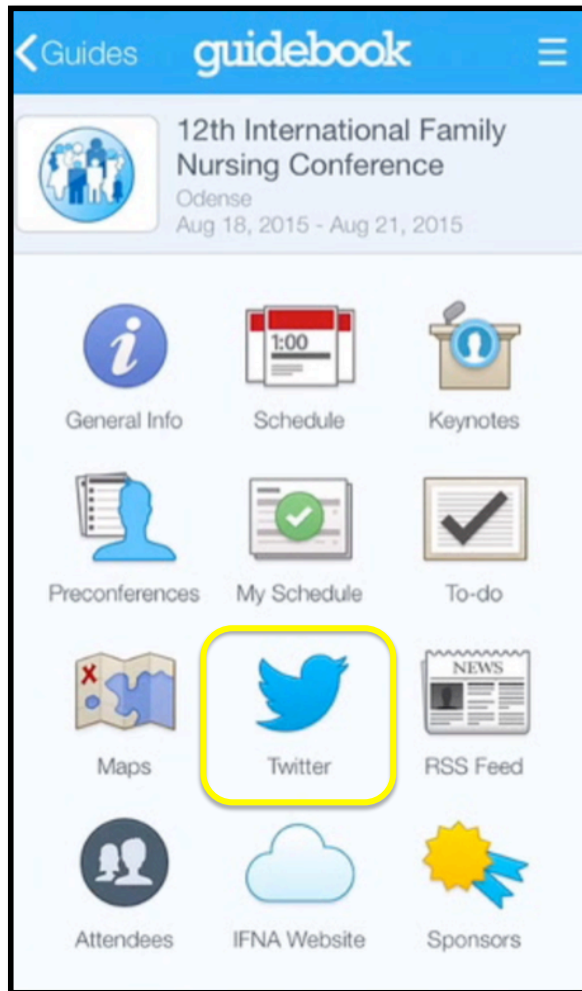 Guides guidebook
12th International Family
Nursing Conference
Odense
Aug 18, 2015 - Aug 21, 2015
1:00
General Info Schedule Keynotes
Preconferences My Schedule To-do
NEWS
Maps Twitter RSS Feed
Attendees IFNA Website Sponsors